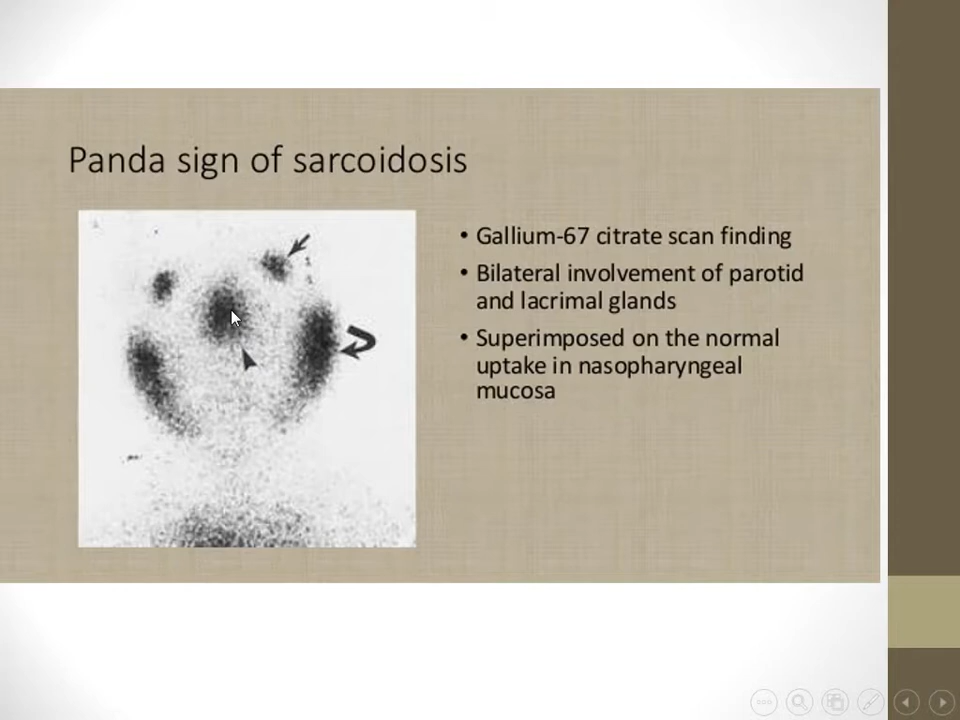 Panda sign of sarcoidosis
• Gallium-67 citrate scan finding
• Bilateral involvement of parotid
and lacrimal glands
• Superimposed on the normal
uptake in nasopharyngeal
mucosa